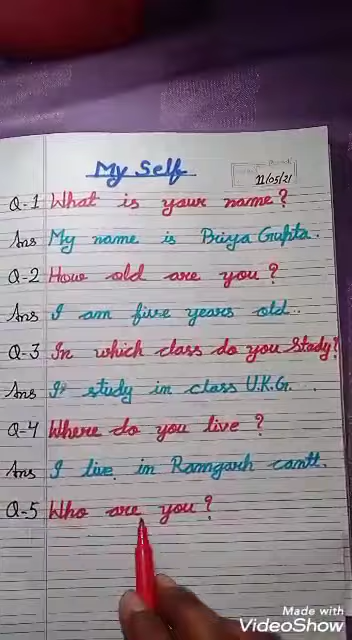 My Self
11/05/21
Q-1 What is your name?
Ans My name is Priya Gupta.
Q-2 How old are you?
Ans I am five years old.
Q-3 In which class do you Study?
Ans I study in class U.K.G.
Q-4 Where do you live?
Ans I live in Ramgarh cantt.
Q-5 Who are you?
Made with
VideoShow